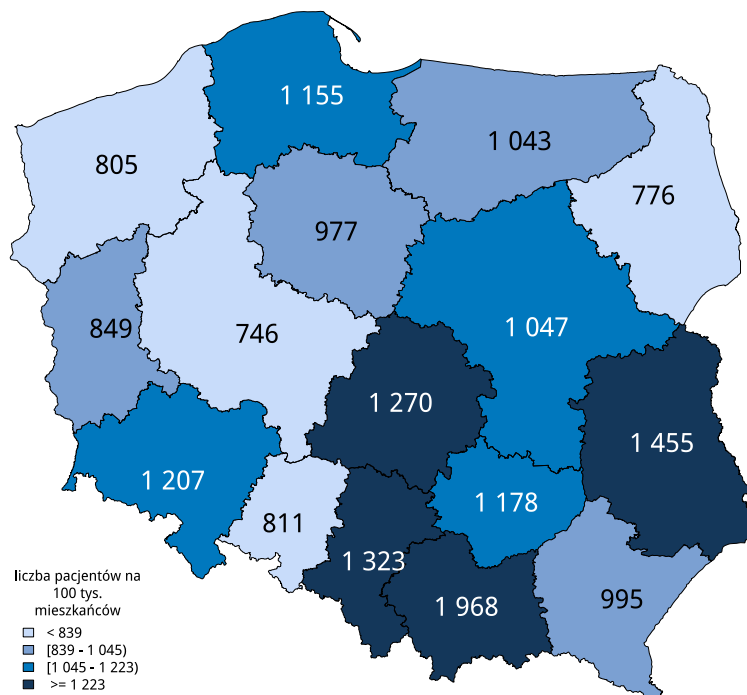 1 155
1 043
805
776
977
849
746
1 047
1 270
1 455
1 207
1 178
811
1 323
1 968
995
liczba pacjentów na
100 tys.
mieszkańców
< 839
[839 - 1 045)
[1 045 - 1 223)
>= 1 223